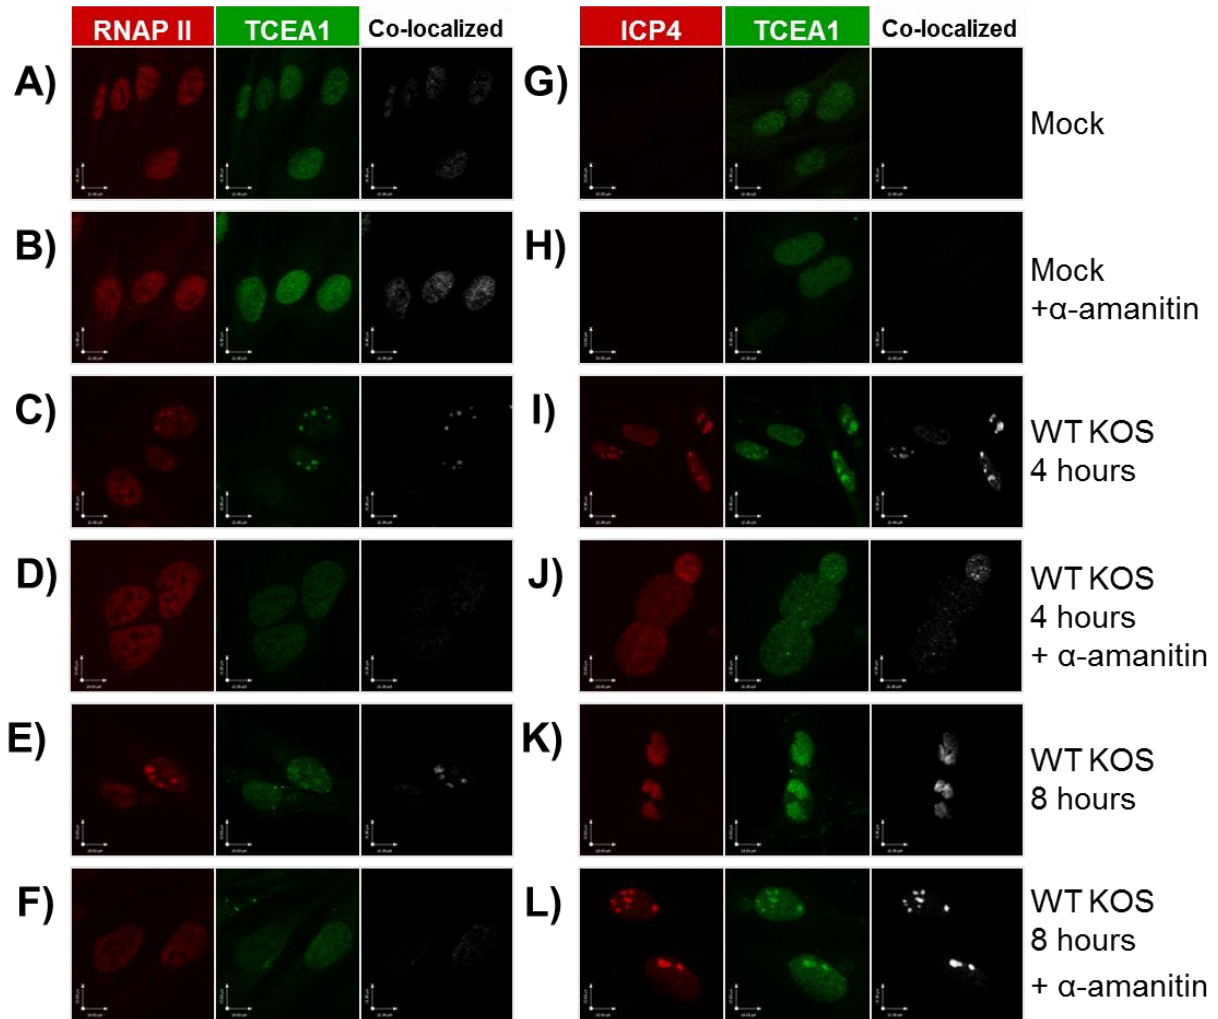 RNAP II TCEA1 Co-localized ICP4 TCEA1 Co-localized
A) G) Mock
B) H) Mock
+α-amanitin
C) I) WT KOS
4 hours
D) J) WT KOS
4 hours
+ α-amanitin
E) K) WT KOS
8 hours
F) L) WT KOS
8 hours
+ α-amanitin